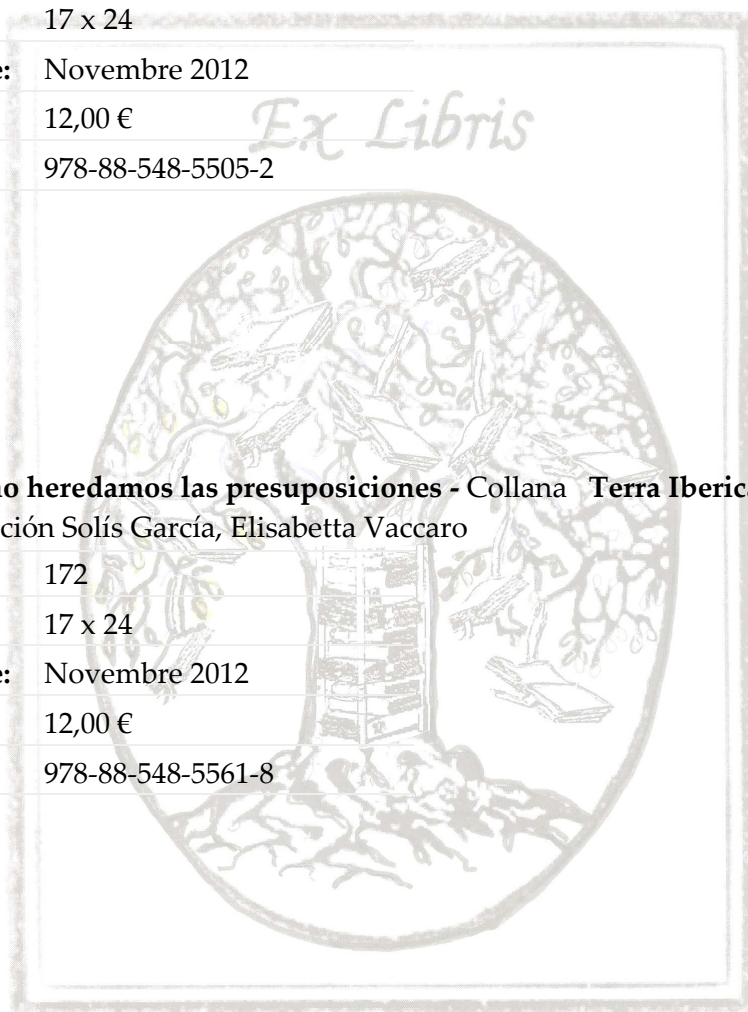 17 x 24
e: Novembre 2012
12,00 €
Ex Libris
978-88-548-5505-2
no heredamos las presuposiciones - Collana Terra Iberica
ción Solís García, Elisabetta Vaccaro
172
17 x 24
e: Novembre 2012
12,00 €
978-88-548-5561-8